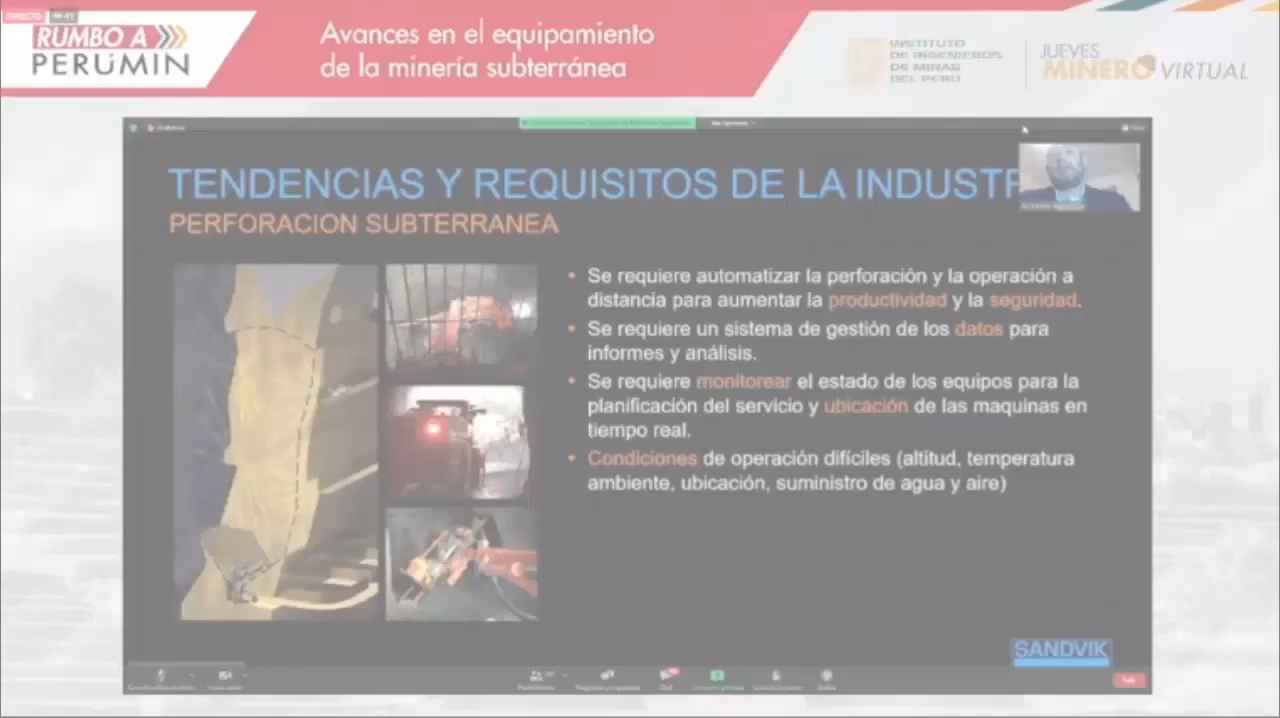 DIRECTO 41
RUMBO A
PERÚMIN
Avances en el equipamiento
de la minería subterránea
INSTITUTO
DE INGENIEROS
DE MINAS
DEL PERÚ
JUEVES
MINERO VIRTUAL
TENDENCIAS Y REQUISITOS DE LA INDUSTR
PERFORACION SUBTERRANEA
• Se requiere automatizar la perforación y la operación a
distancia para aumentar la productividad y la seguridad.
• Se requiere un sistema de gestión de los datos para
informes y análisis.
• Se requiere monitorear el estado de los equipos para la
planificación del servicio y ubicación de las maquinas en
tiempo real.
• Condiciones de operación difíciles (altitud, temperatura
ambiente, ubicación, suministro de agua y aire)
SANDVIK